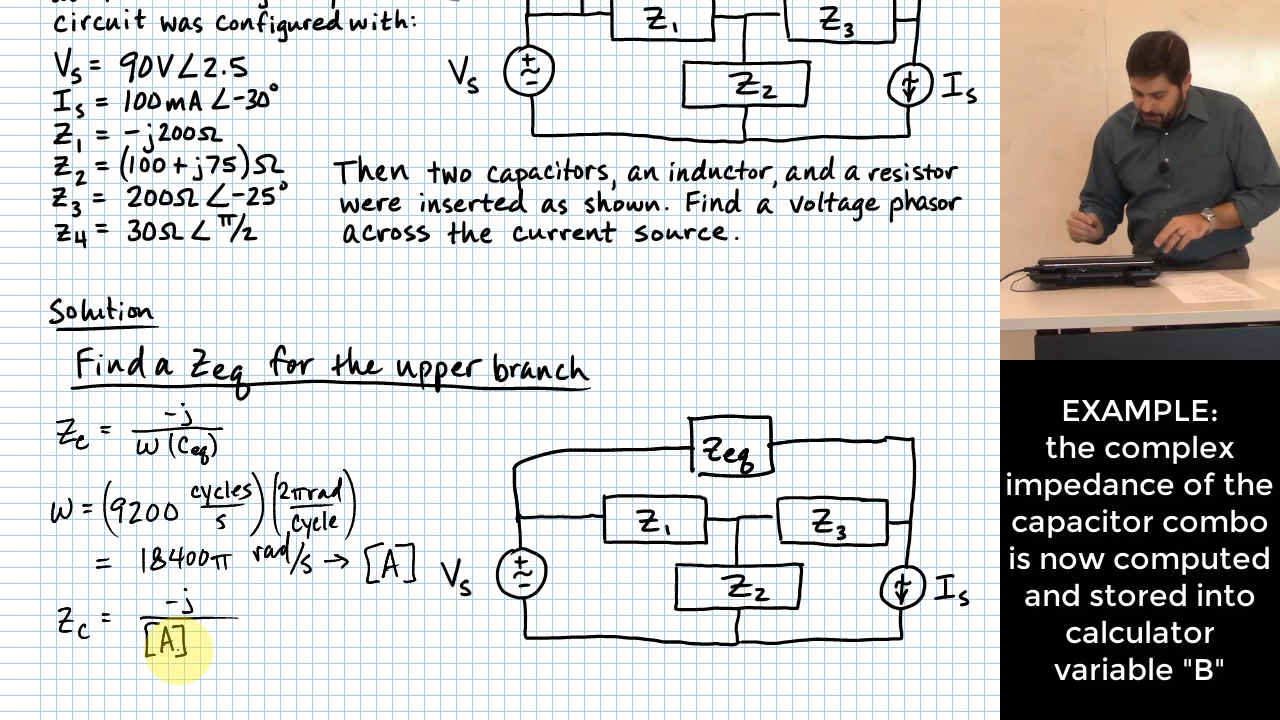 circuit was configured with:
Vs = 90V∠2.5
Is = 100mA∠-30°
Z1 = -j200Ω
Z2 = (100+j75)Ω
Z3 = 200Ω∠-25°
Z4 = 30Ω∠π/2
Z1
Z3
Vs
+
~
-
Z2
Is
Then two capacitors, an inductor, and a resistor
were inserted as shown. Find a voltage phasor
across the current source.
Solution
Find a Zeq for the upper branch
Zc = -j / ω(Ceq)
ω = (9200 cycles/s)(2π rad/cycle)
= 18400π rad/s → [A]
Zc = -j / [A]
Zeq
Z1
Z3
Vs
+
~
-
Z2
Is
EXAMPLE:
the complex
impedance of the
capacitor combo
is now computed
and stored into
calculator
variable "B"